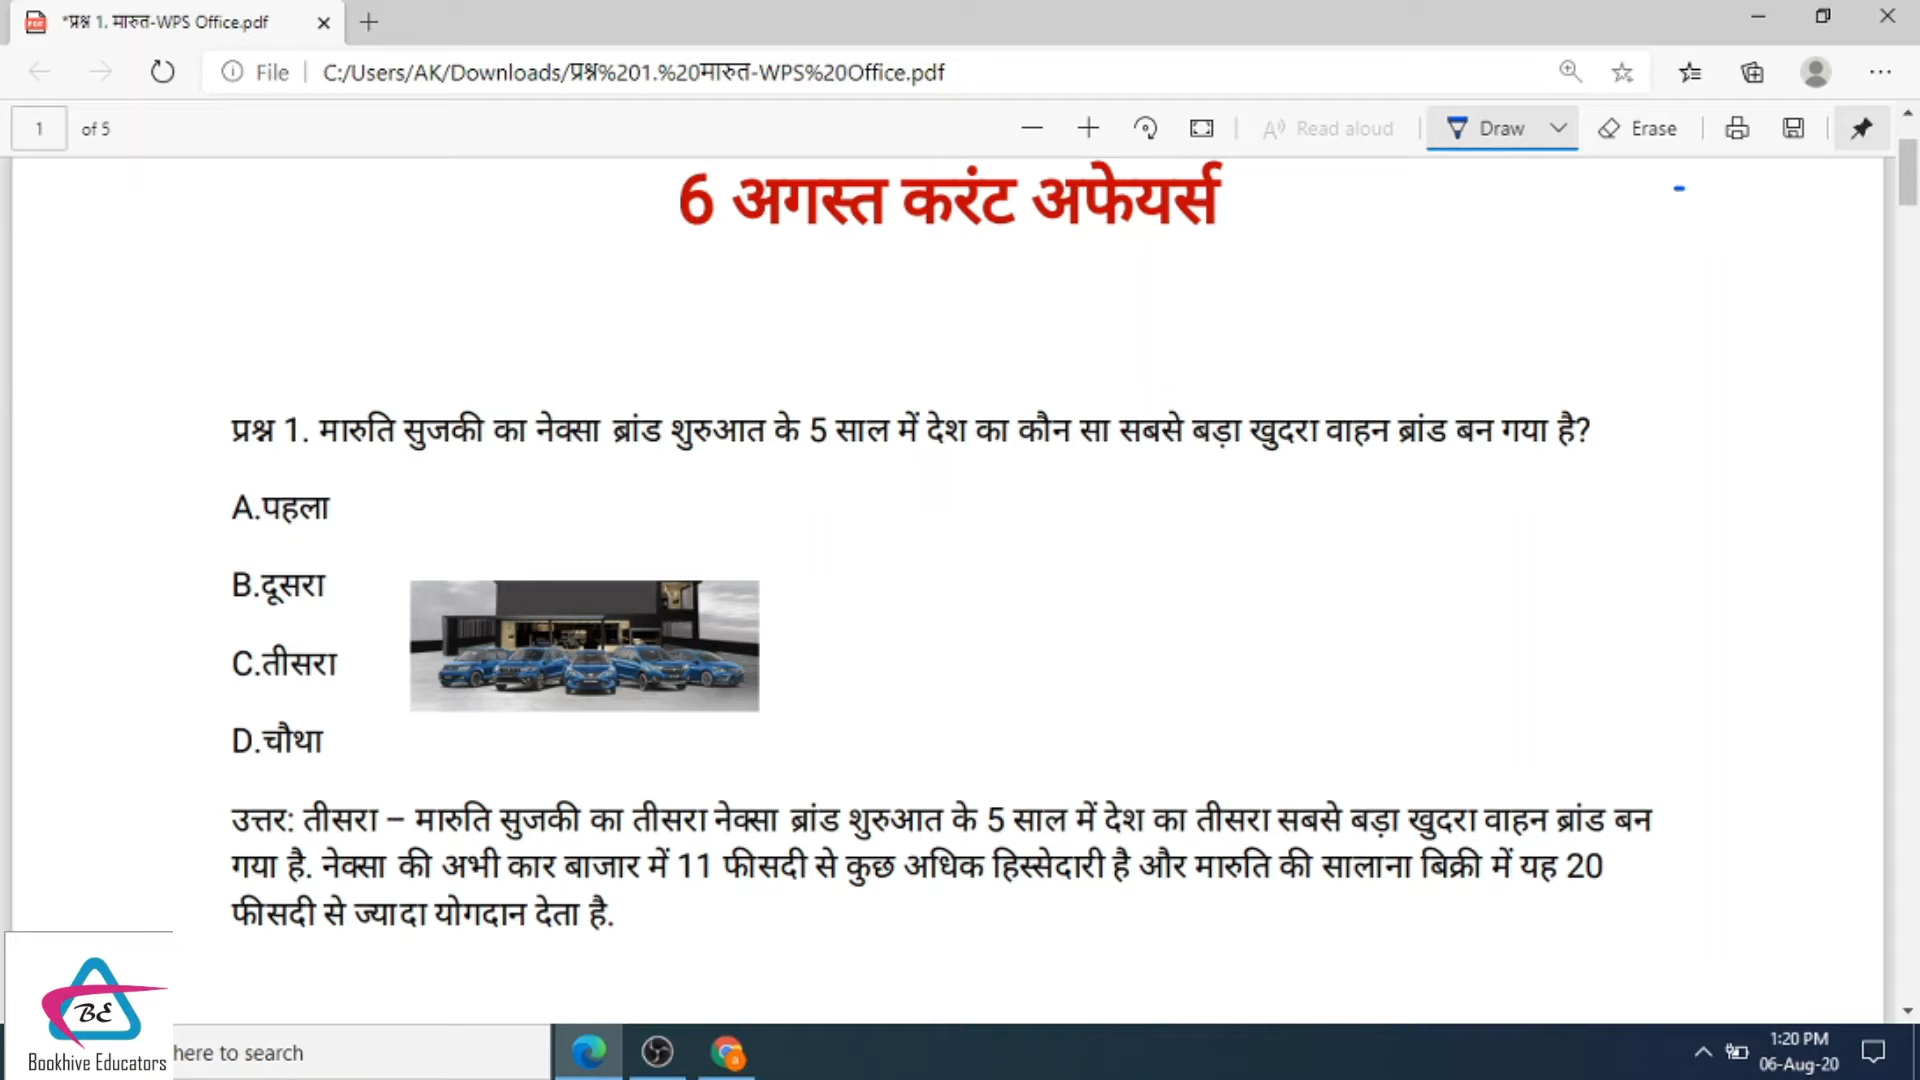 *प्रश्न 1. मारुत-WPS Office.pdf
File
C:/Users/AK/Downloads/प्रश्न%201.%20मारुत-WPS%20Office.pdf
1 of 5
Read aloud
Draw
Erase
6 अगस्त करंट अफेयर्स
प्रश्न 1. मारुति सुजकी का नेक्सा ब्रांड शुरुआत के 5 साल में देश का कौन सा सबसे बड़ा खुदरा वाहन ब्रांड बन गया है?
A.पहला
B.दूसरा
C.तीसरा
D.चौथा
उत्तर: तीसरा – मारुति सुजकी का तीसरा नेक्सा ब्रांड शुरुआत के 5 साल में देश का तीसरा सबसे बड़ा खुदरा वाहन ब्रांड बन
गया है. नेक्सा की अभी कार बाजार में 11 फीसदी से कुछ अधिक हिस्सेदारी है और मारुति की सालाना बिक्री में यह 20
फीसदी से ज्यादा योगदान देता है.
BE
Bookhive Educators
here to search
1:20 PM
06-Aug-20